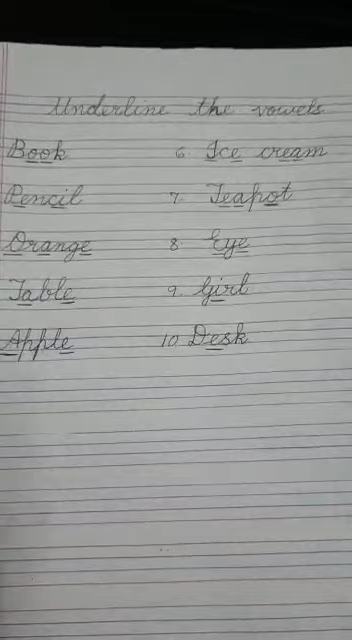 Underline the vowels
Book 6. Ice cream
Pencil 7. Teapot
Orange 8. Eye
Table 9. Girl
Apple 10 Desk